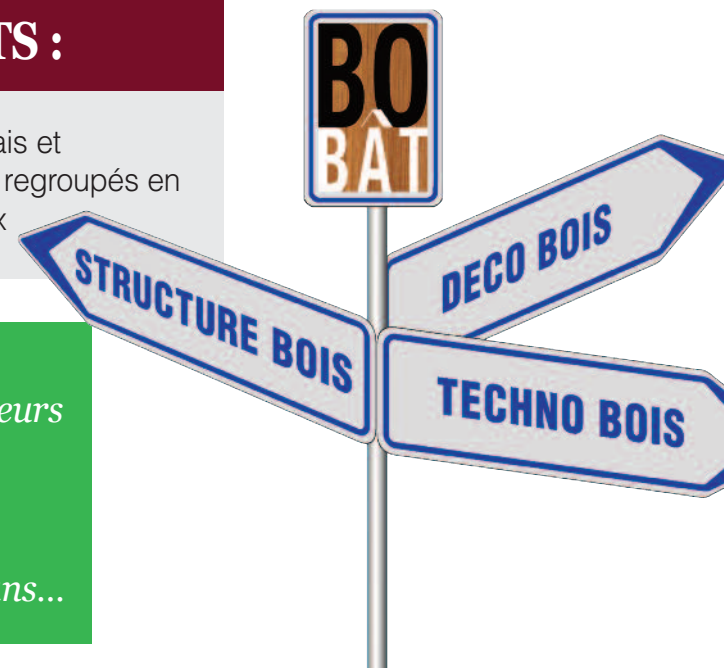 TS :
ais et
regroupés en
x
BO
BÂT
DECO BOIS
STRUCTURE BOIS
TECHNO BOIS
eurs
ns...